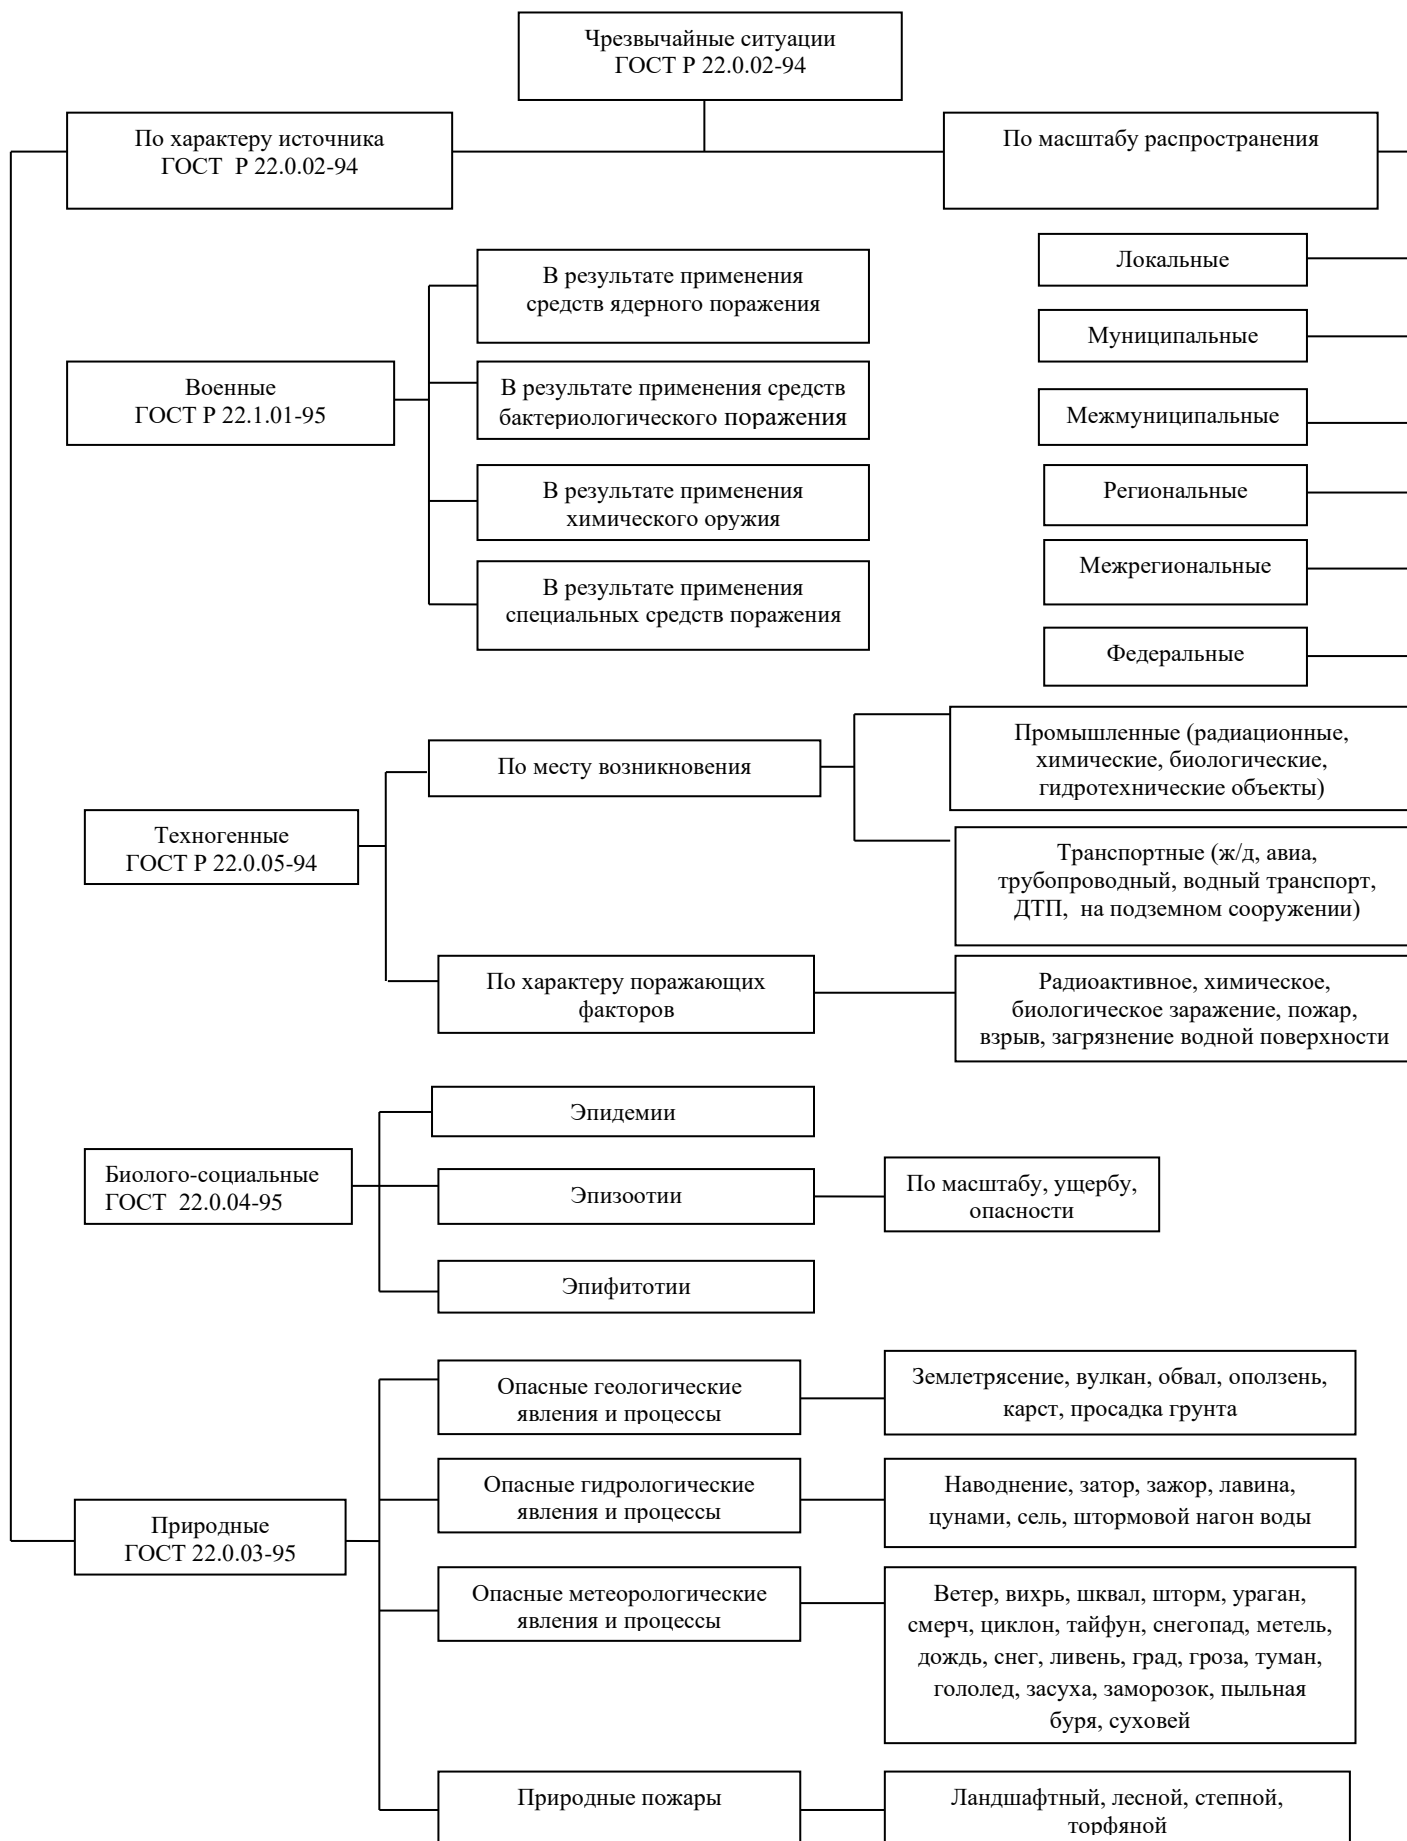 Чрезвычайные ситуации
ГОСТ Р 22.0.02-94
По характеру источника
ГОСТ  Р 22.0.02-94
По масштабу распространения
В результате применения
средств ядерного поражения
Локальные
Муниципальные
Военные
ГОСТ Р 22.1.01-95
В результате применения средств
бактериологического поражения
Межмуниципальные
В результате применения
химического оружия
Региональные
Межрегиональные
В результате применения
специальных средств поражения
Федеральные
По месту возникновения
Промышленные (радиационные,
химические, биологические,
гидротехнические объекты)
Техногенные
ГОСТ Р 22.0.05-94
Транспортные (ж/д, авиа,
трубопроводный, водный транспорт,
ДТП,  на подземном сооружении)
По характеру поражающих
факторов
Радиоактивное, химическое,
биологическое заражение, пожар,
взрыв, загрязнение водной поверхности
Эпидемии
Биолого-социальные
ГОСТ  22.0.04-95
Эпизоотии
По масштабу, ущербу,
опасности
Эпифитотии
Опасные геологические
явления и процессы
Землетрясение, вулкан, обвал, оползень,
карст, просадка грунта
Опасные гидрологические
явления и процессы
Наводнение, затор, зажор, лавина,
цунами, сель, штормовой нагон воды
Природные
ГОСТ 22.0.03-95
Опасные метеорологические
явления и процессы
Ветер, вихрь, шквал, шторм, ураган,
смерч, циклон, тайфун, снегопад, метель,
дождь, снег, ливень, град, гроза, туман,
гололед, засуха, заморозок, пыльная
буря, суховей
Природные пожары
Ландшафтный, лесной, степной,
торфяной